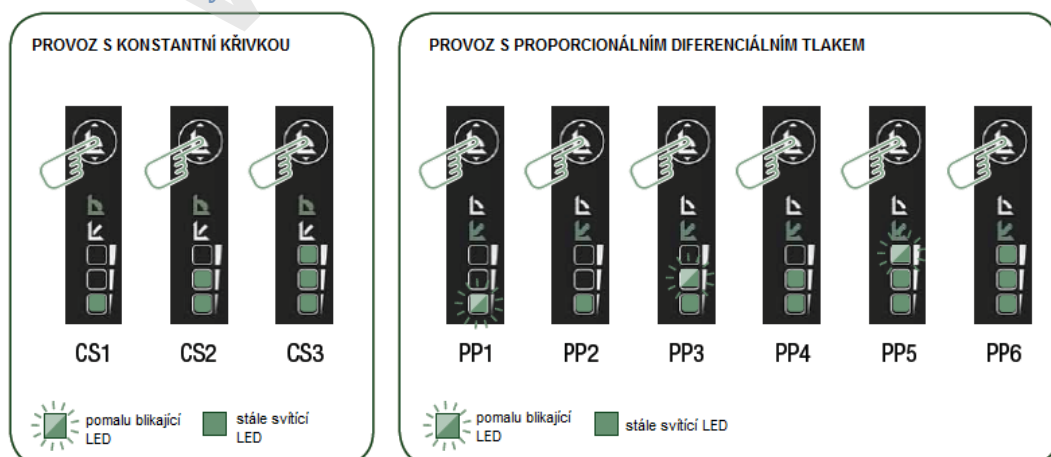 PROVOZ S KONSTANTNÍ KŘIVKOU
CS1 CS2 CS3
pomalu blikající
LED
stále svítící
LED
PROVOZ S PROPORCIONÁLNÍM DIFERENCIÁLNÍM TLAKEM
PP1 PP2 PP3 PP4 PP5 PP6
pomalu blikající
LED
stále svítící LED